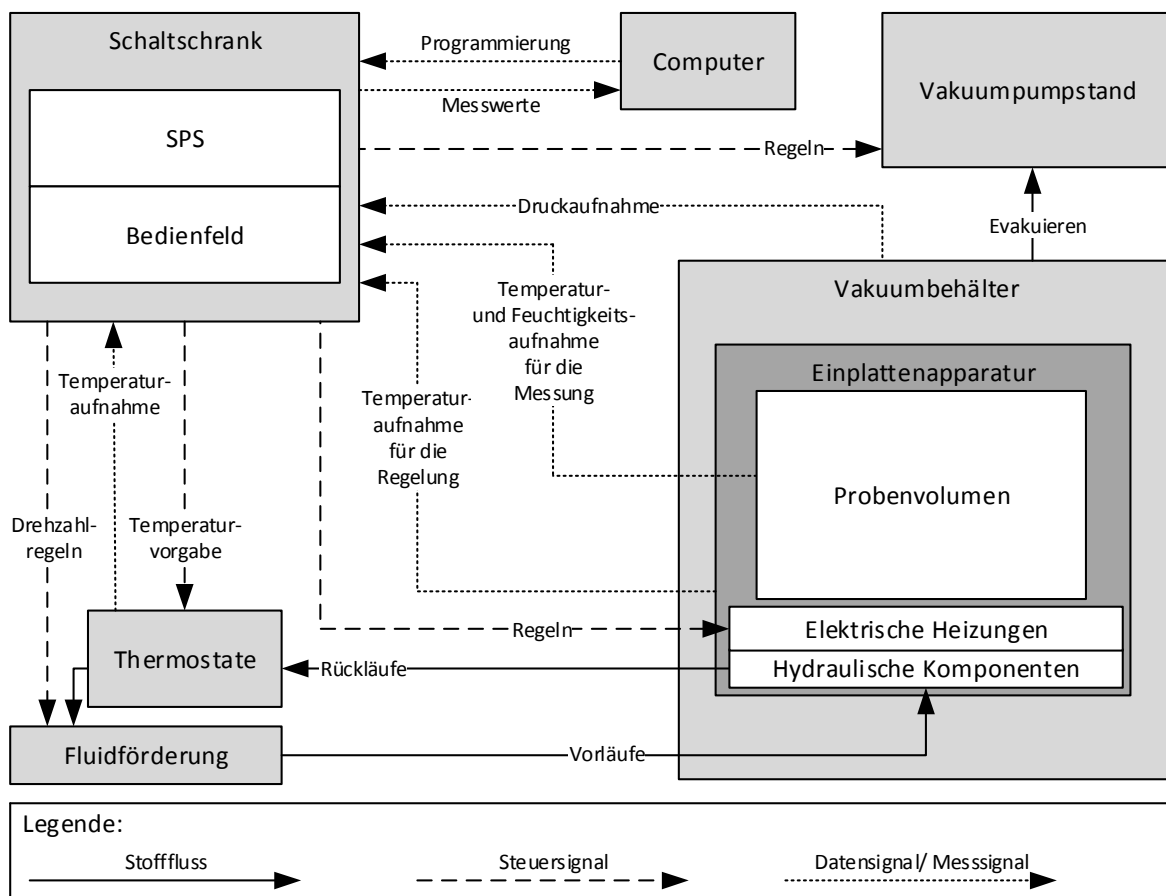 Schaltschrank
SPS
Bedienfeld
Programmierung
Messwerte
Computer
Vakuumpumpstand
Regeln
Druckaufnahme
Evakuieren
Temperatur-
und Feuchtigkeits-
aufnahme
für die
Messung
Vakuumbehälter
Einplattenapparatur
Probenvolumen
Temperatur-
aufnahme
Temperatur-
aufnahme
für die
Regelung
Drehzahl-
regeln
Temperatur-
vorgabe
Thermostate
Regeln
Elektrische Heizungen
Rückläufe
Hydraulische Komponenten
Fluidförderung
Vorläufe
Legende:
Stofffluss
Steuersignal
Datensignal/ Messsignal